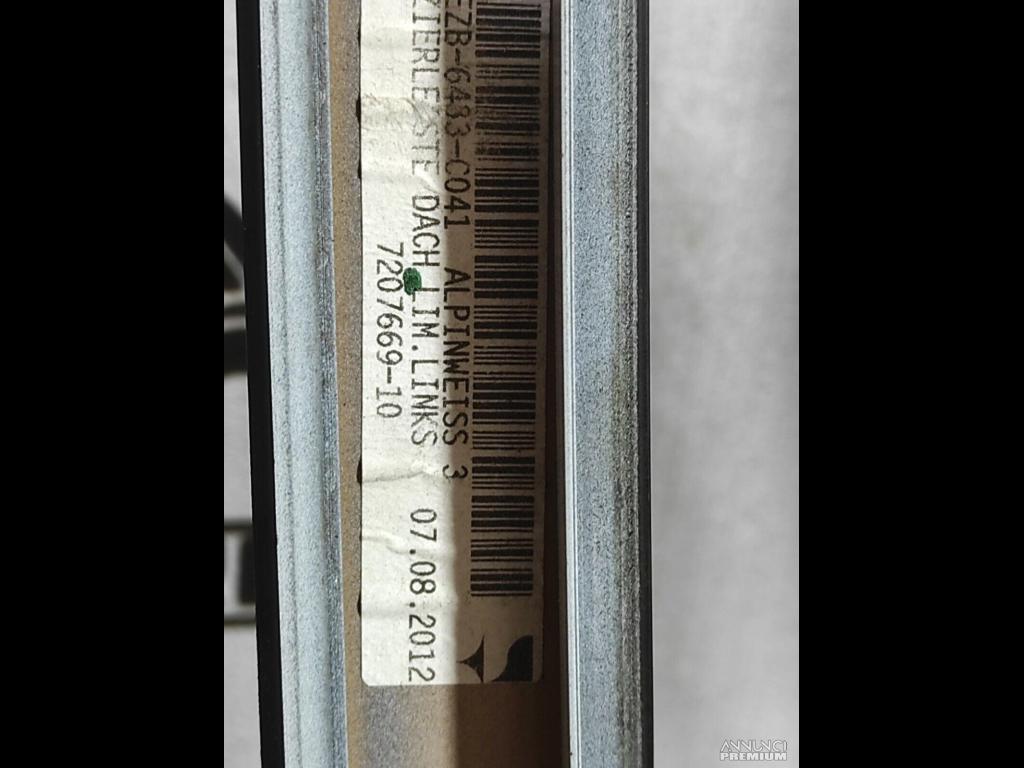 EZB-6483-C041 ALPINWEISS 3
ZIERLEISTE DACH LIM.LINKS 07.08.2012
7207669-10
ANNUNCI
PREMIUM